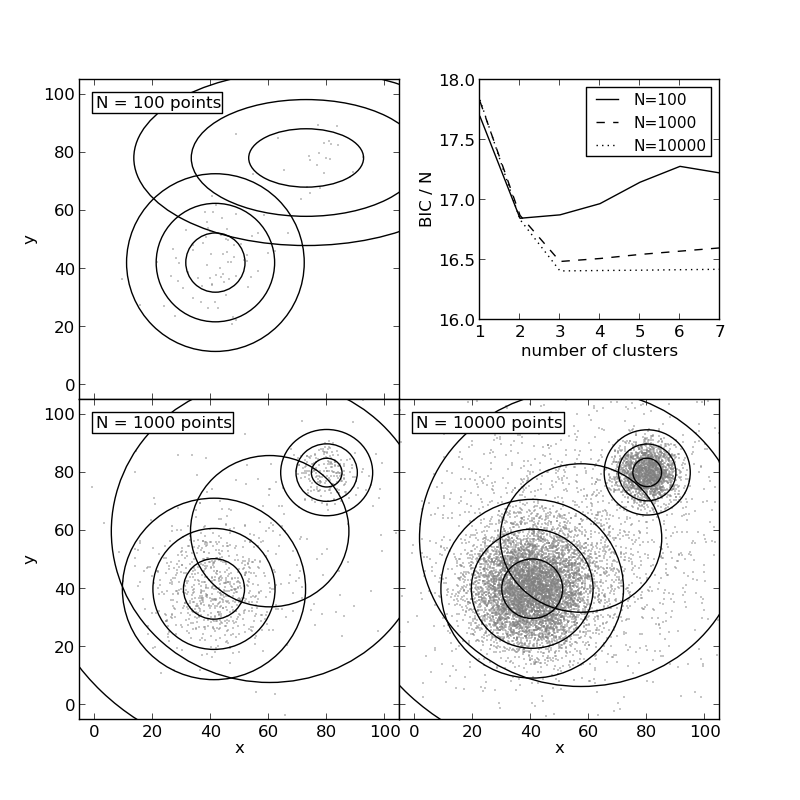 N = 100 points
100
80
60
40
20
0
y
18.0
17.5
17.0
16.5
16.0
BIC / N
N=100
N=1000
N=10000
1 2 3 4 5 6 7
number of clusters
N = 1000 points
100
80
60
40
20
0
y
0 20 40 60 80 100
x
N = 10000 points
0 20 40 60 80 100
x